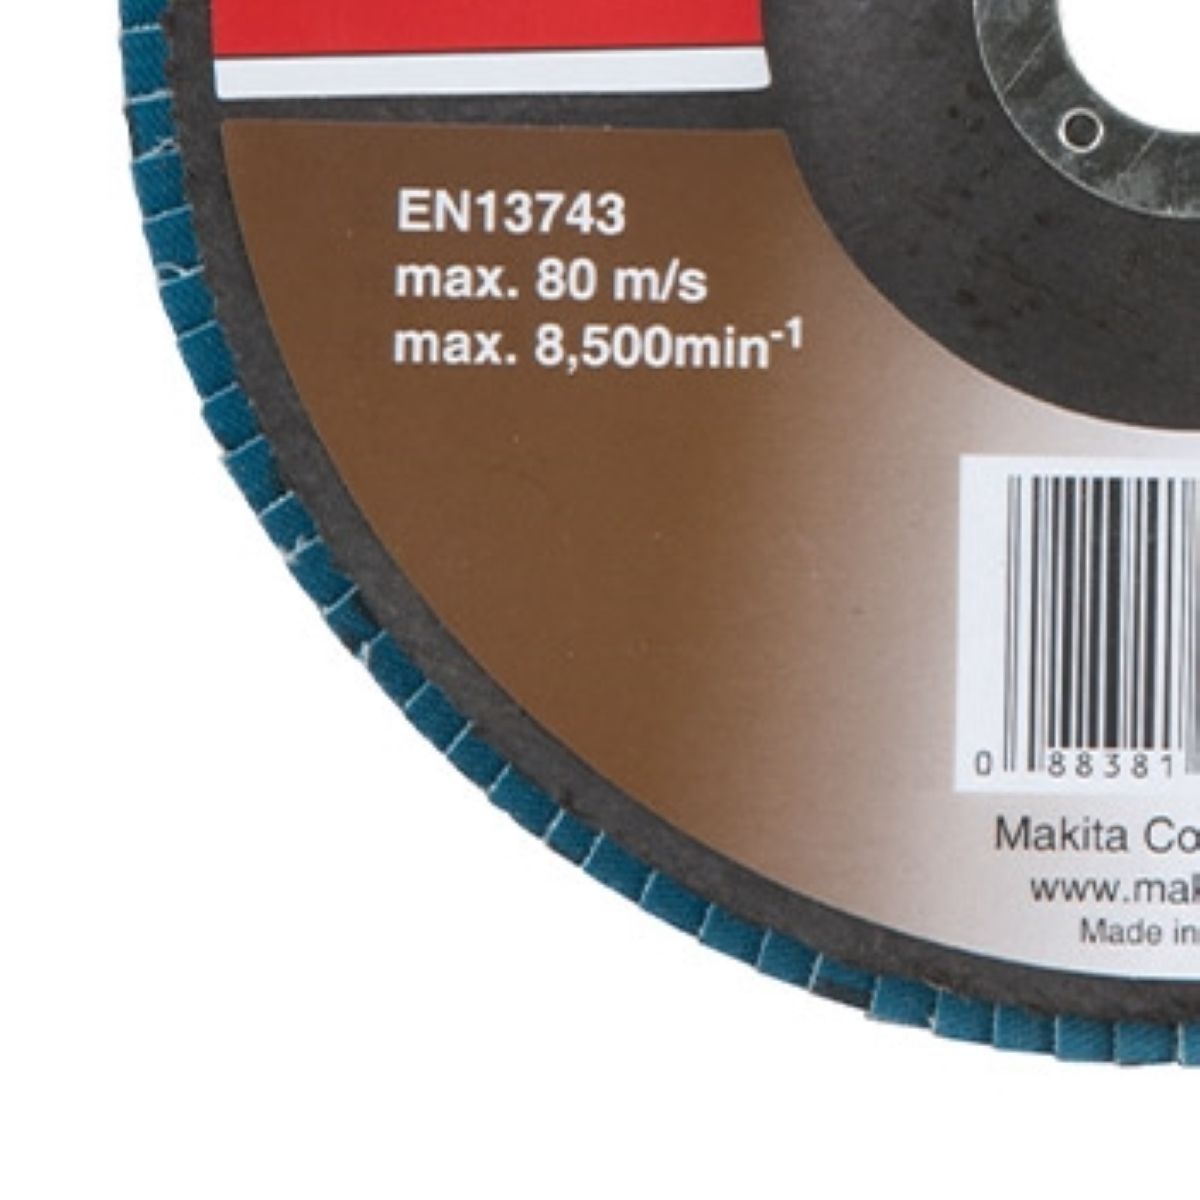 EN13743
max. 80 m/s
max. 8,500min-1
0 88381
Makita Co
www.mak
Made in